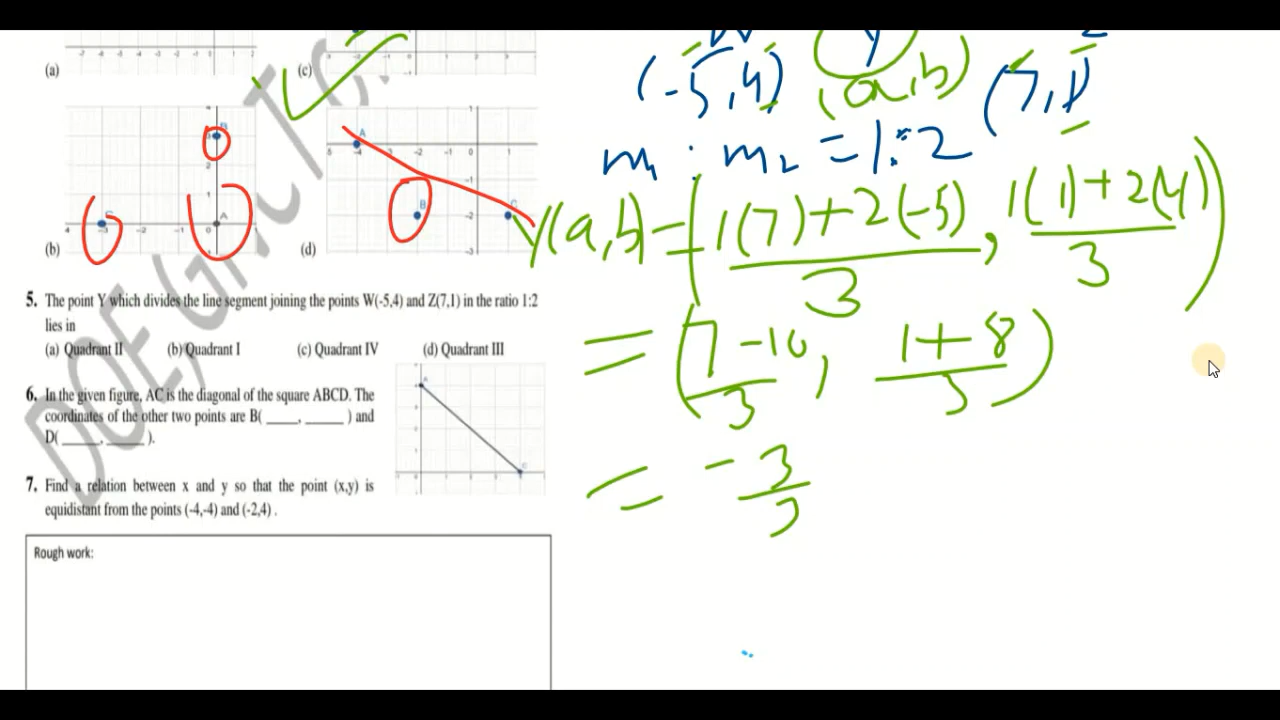 (a)
(c)
(b)
(d)
5. The point Y which divides the line segment joining the points W(-5,4) and Z(7,1) in the ratio 1:2
lies in
(a) Quadrant II (b) Quadrant I (c) Quadrant IV (d) Quadrant III
6. In the given figure, AC is the diagonal of the square ABCD. The
coordinates of the other two points are B( ____, _____ ) and
D(_____, _____ ).
7. Find a relation between x and y so that the point (x,y) is
equidistant from the points (-4,-4) and (-2,4) .
Rough work:
(-5,4) (a,b) (7,1)
m1 : m2 = 1:2
Y(a,b) = (1(7)+2(-5)/3, 1(1)+2(4)/3)
= (7-10/3, 1+8/3)
= -3/3